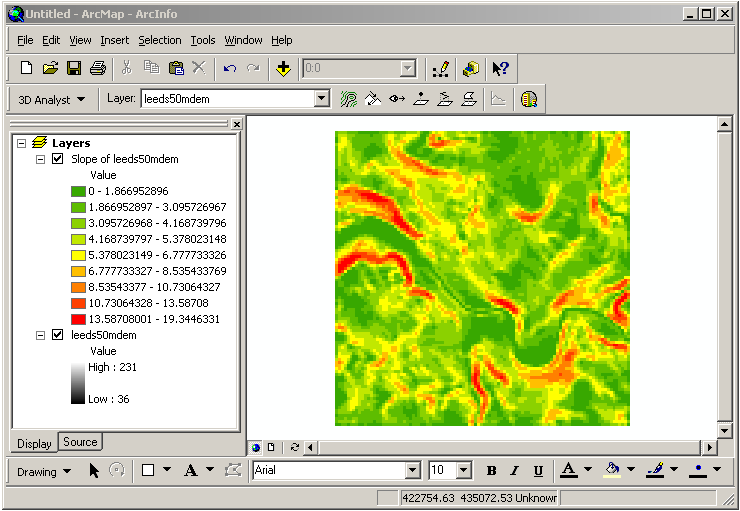 Untitled - ArcMap - ArcInfo
File Edit View Insert Selection Tools Window Help
0:0
3D Analyst Layer: leeds50mdem
Layers
Slope of leeds50mdem
Value
0 - 1.866952896
1.866952897 - 3.095726967
3.095726968 - 4.168739796
4.168739797 - 5.378023148
5.378023149 - 6.777733326
6.777733327 - 8.535433769
8.53543377 - 10.73064327
10.73064328 - 13.58708
13.58708001 - 19.3446331
leeds50mdem
Value
High : 231
Low : 36
Display Source
Drawing A Arial 10 B I U A
422754.63 435072.53 Unknowr